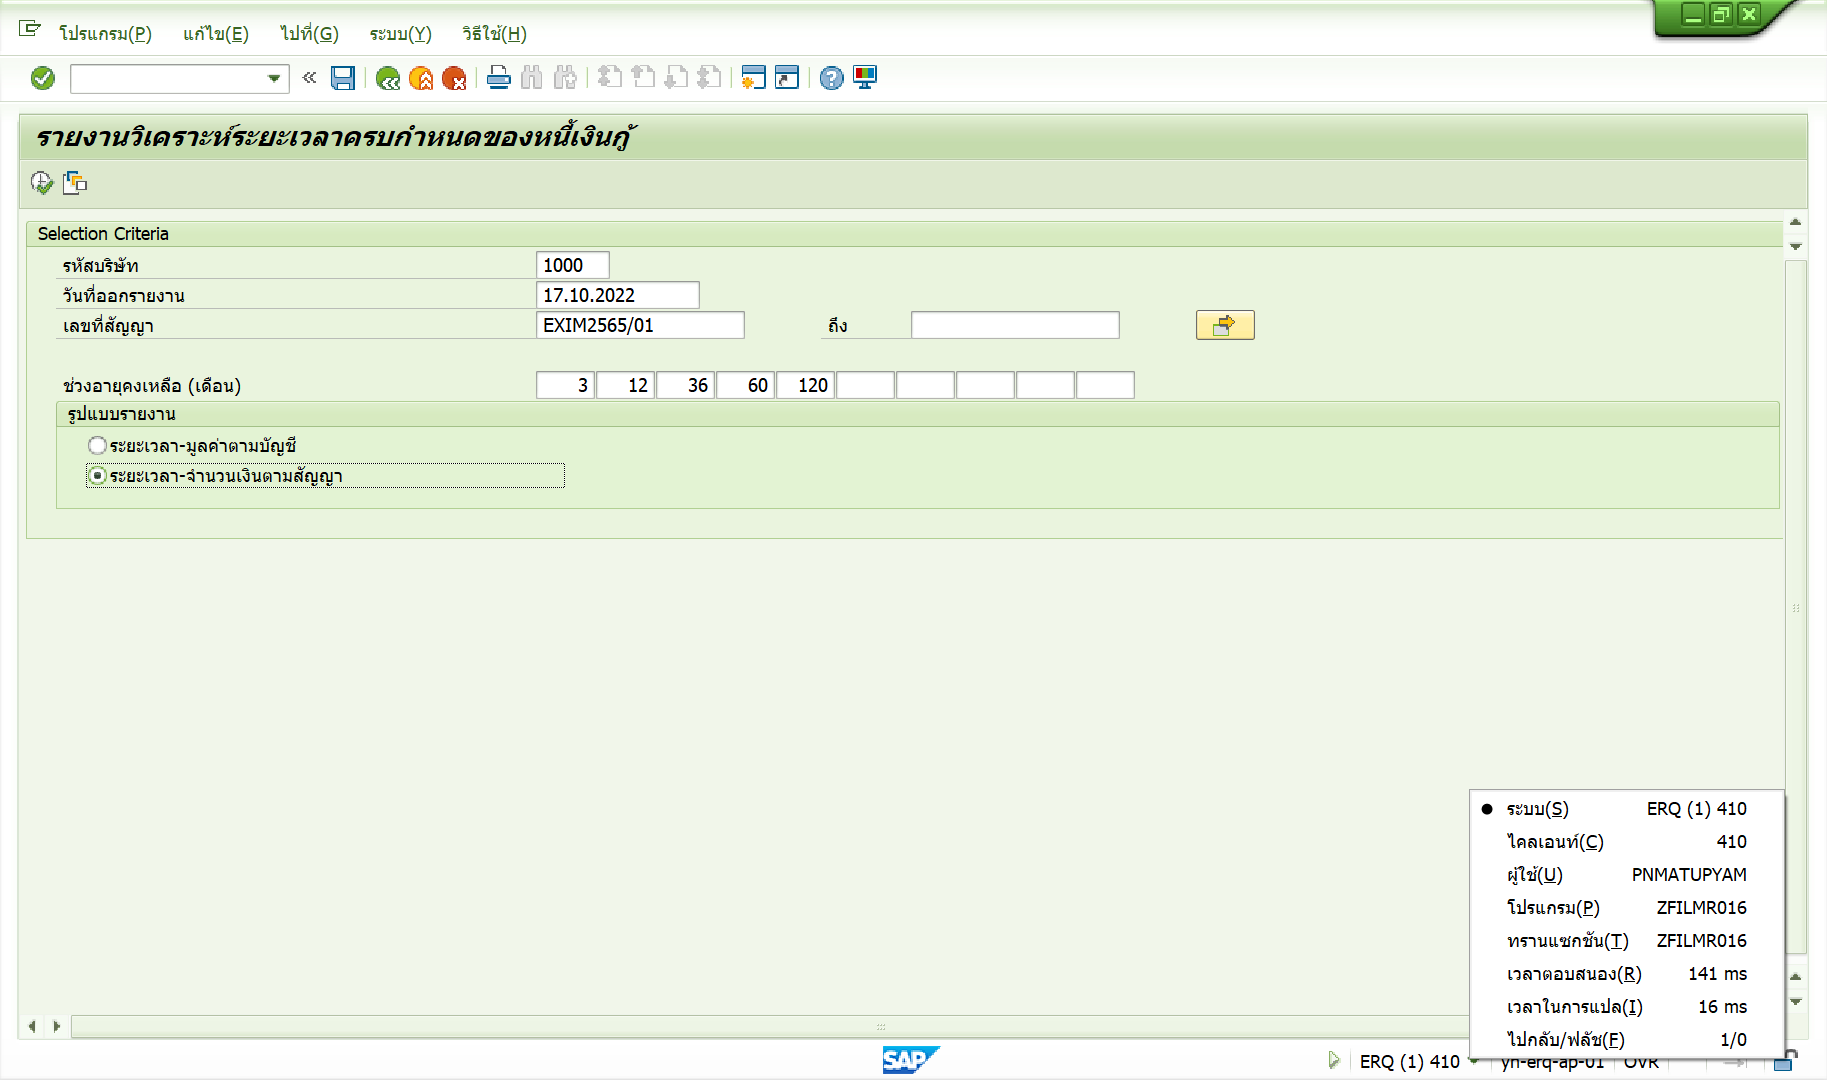 โปรแกรม(P) แก้ไข(E) ไปที่(G) ระบบ(Y) วิธีใช้(H)
รายงานวิเคราะห์ระยะเวลาครบกำหนดของหนี้เงินกู้
Selection Criteria
รหัสบริษัท 1000
วันที่ออกรายงาน 17.10.2022
เลขที่สัญญา EXIM2565/01 ถึง
ช่วงอายุคงเหลือ (เดือน) 3 12 36 60 120
รูปแบบรายงาน
ระยะเวลา-มูลค่าตามบัญชี
ระยะเวลา-จำนวนเงินตามสัญญา
ระบบ(S) ERQ (1) 410
ไคลเอนท์(C) 410
ผู้ใช้(U) PNMATUPYAM
โปรแกรม(P) ZFILMR016
ทรานแซกชัน(T) ZFILMR016
เวลาตอบสนอง(R) 141 ms
เวลาในการแปล(I) 16 ms
ไปกลับ/ฟลัช(F) 1/0
SAP ERQ (1) 410 yh-erq-ap-01 OVR